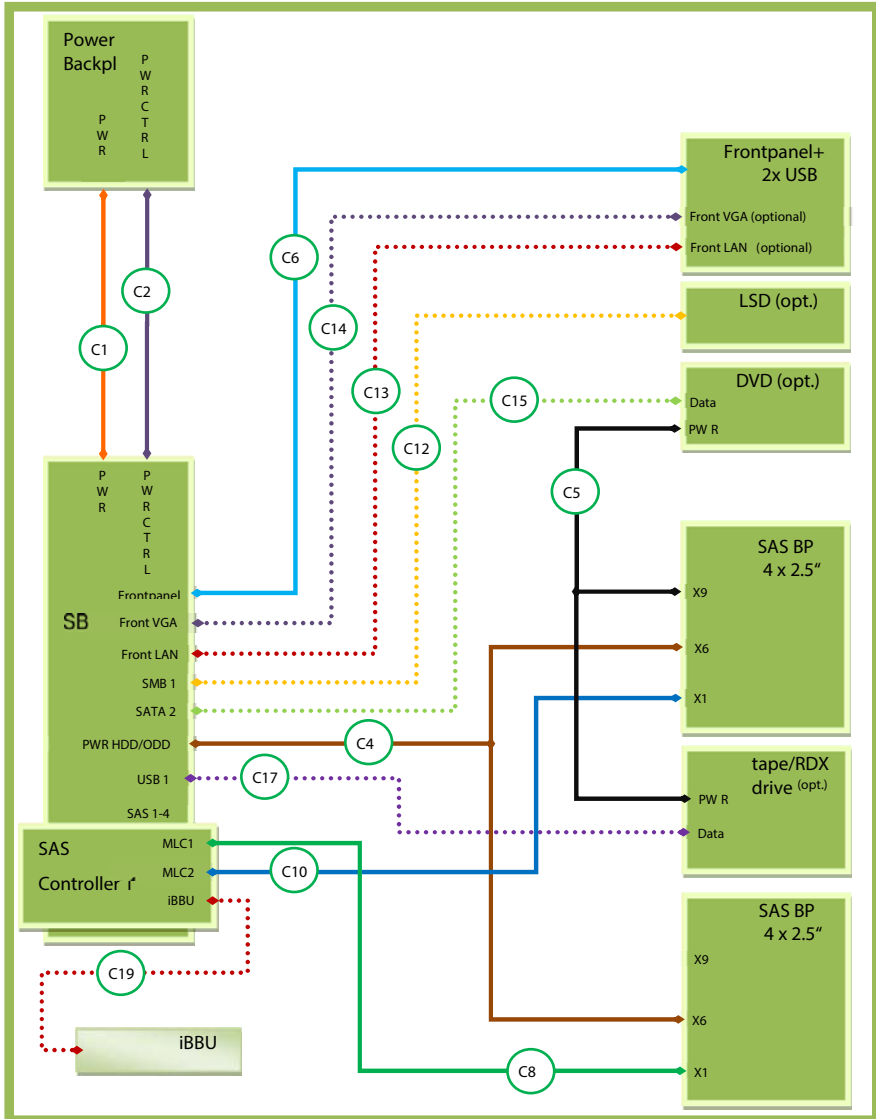 Power
Backpl
PWR
PWRCTRL
C1
C2
C6
C14
C13
C12
C15
C5
Frontpanel+
2x USB
Front VGA (optional)
Front LAN (optional)
LSD (opt.)
DVD (opt.)
Data
PW R
SAS BP
4 x 2.5“
X9
X6
X1
PWR
PWRCTRL
SB
Frontpanel
Front VGA
Front LAN
SMB 1
SATA 2
PWR HDD/ODD
USB 1
SAS 1-4
C4
C17
tape/RDX
drive (opt.)
PW R
Data
SAS
Controller
MLC1
MLC2
iBBU
C10
C19
iBBU
C8
SAS BP
4 x 2.5“
X9
X6
X1